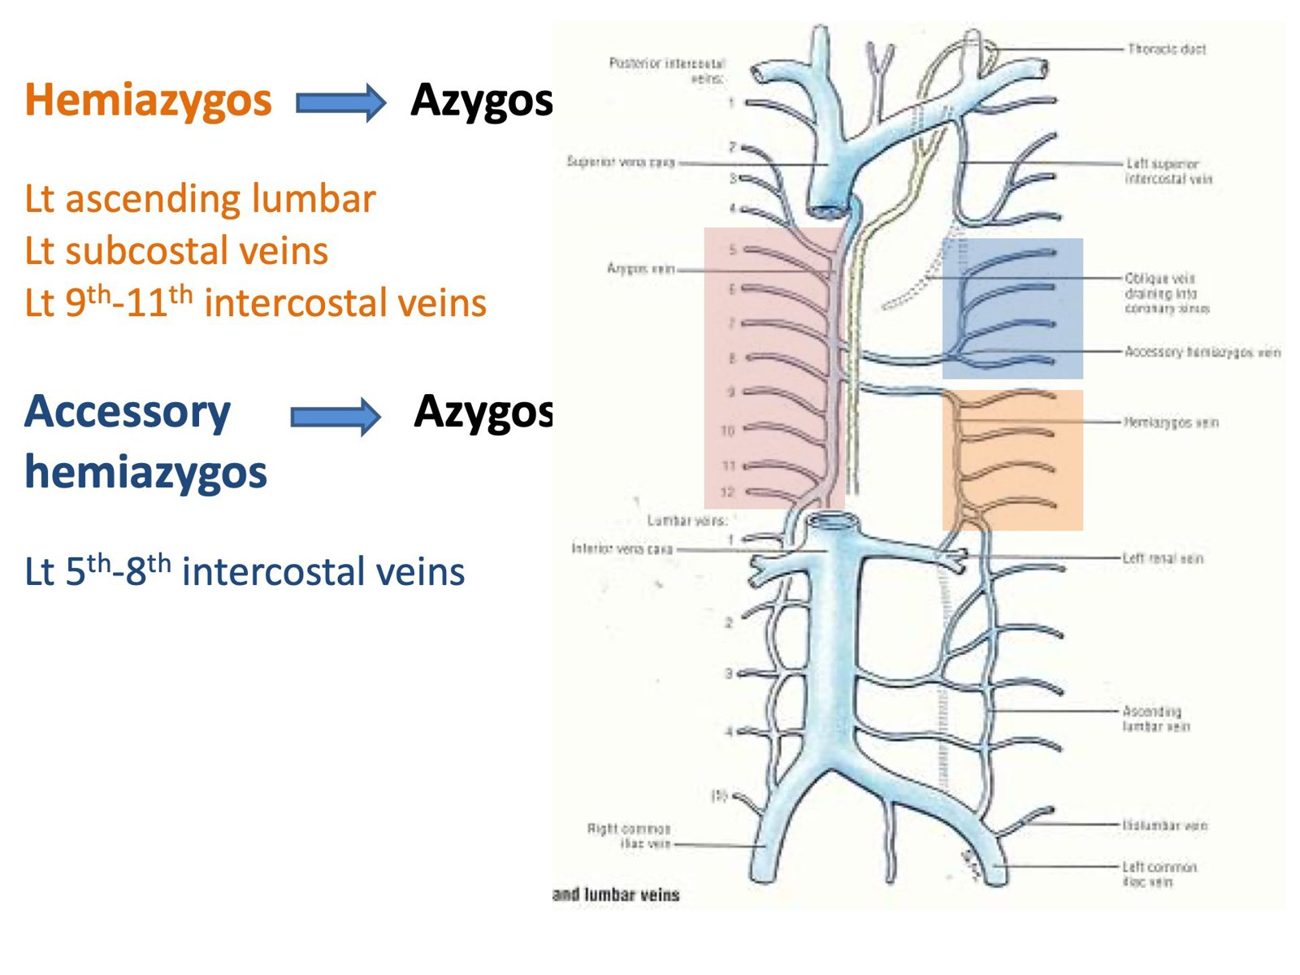 Hemiazygos
Azygos
Lt ascending lumbar
Lt subcostal veins
Lt 9th-11th intercostal veins
Accessory
hemiazygos
Azygos
Lt 5th-8th intercostal veins
Posterior intercostal
veins:
1
2
3
4
5
6
7
8
9
10
11
12
Superior vena cava
Azygos vein
Lumbar veins:
1
Inferior vena cava
2
3
4
(5)
Right common
iliac vein
Thoracic duct
Left superior
intercostal vein
Oblique vein
draining into
coronary sinus
Accessory hemiazygos vein
Hemiazygos vein
Left renal vein
Ascending
lumbar vein
Iliolumbar vein
Left common
iliac vein
and lumbar veins